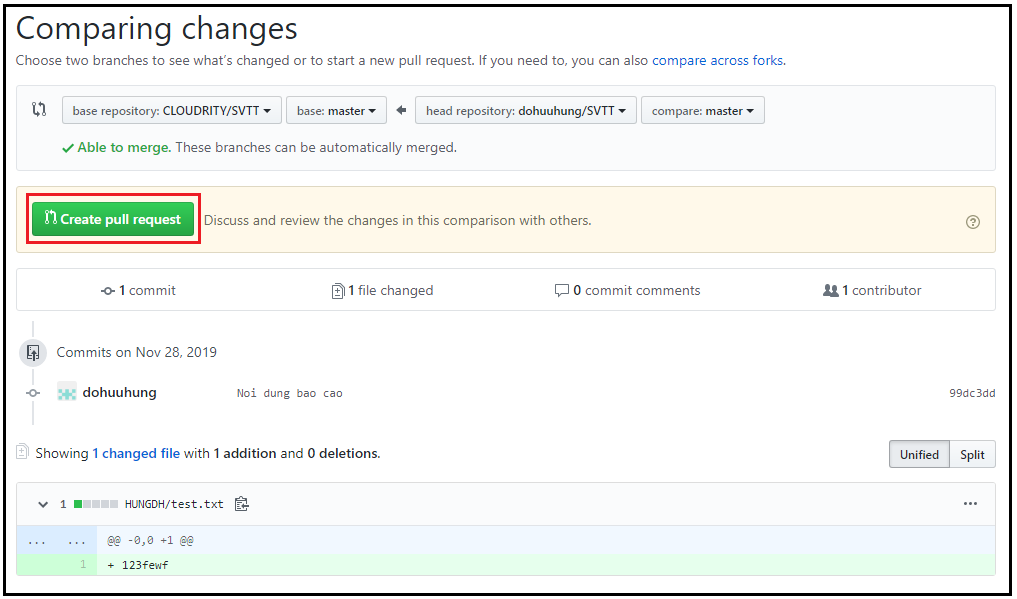 Comparing changes
Choose two branches to see what's changed or to start a new pull request. If you need to, you can also compare across forks.
base repository: CLOUDRITY/SVTT base: master head repository: dohuuhung/SVTT compare: master
Able to merge. These branches can be automatically merged.
Create pull request Discuss and review the changes in this comparison with others.
1 commit 1 file changed 0 commit comments 1 contributor
Commits on Nov 28, 2019
dohuuhung Noi dung bao cao 99dc3dd
Showing 1 changed file with 1 addition and 0 deletions. Unified Split
1 HUNGDH/test.txt ...
... ... @@ -0,0 +1 @@
1 + 123fewf